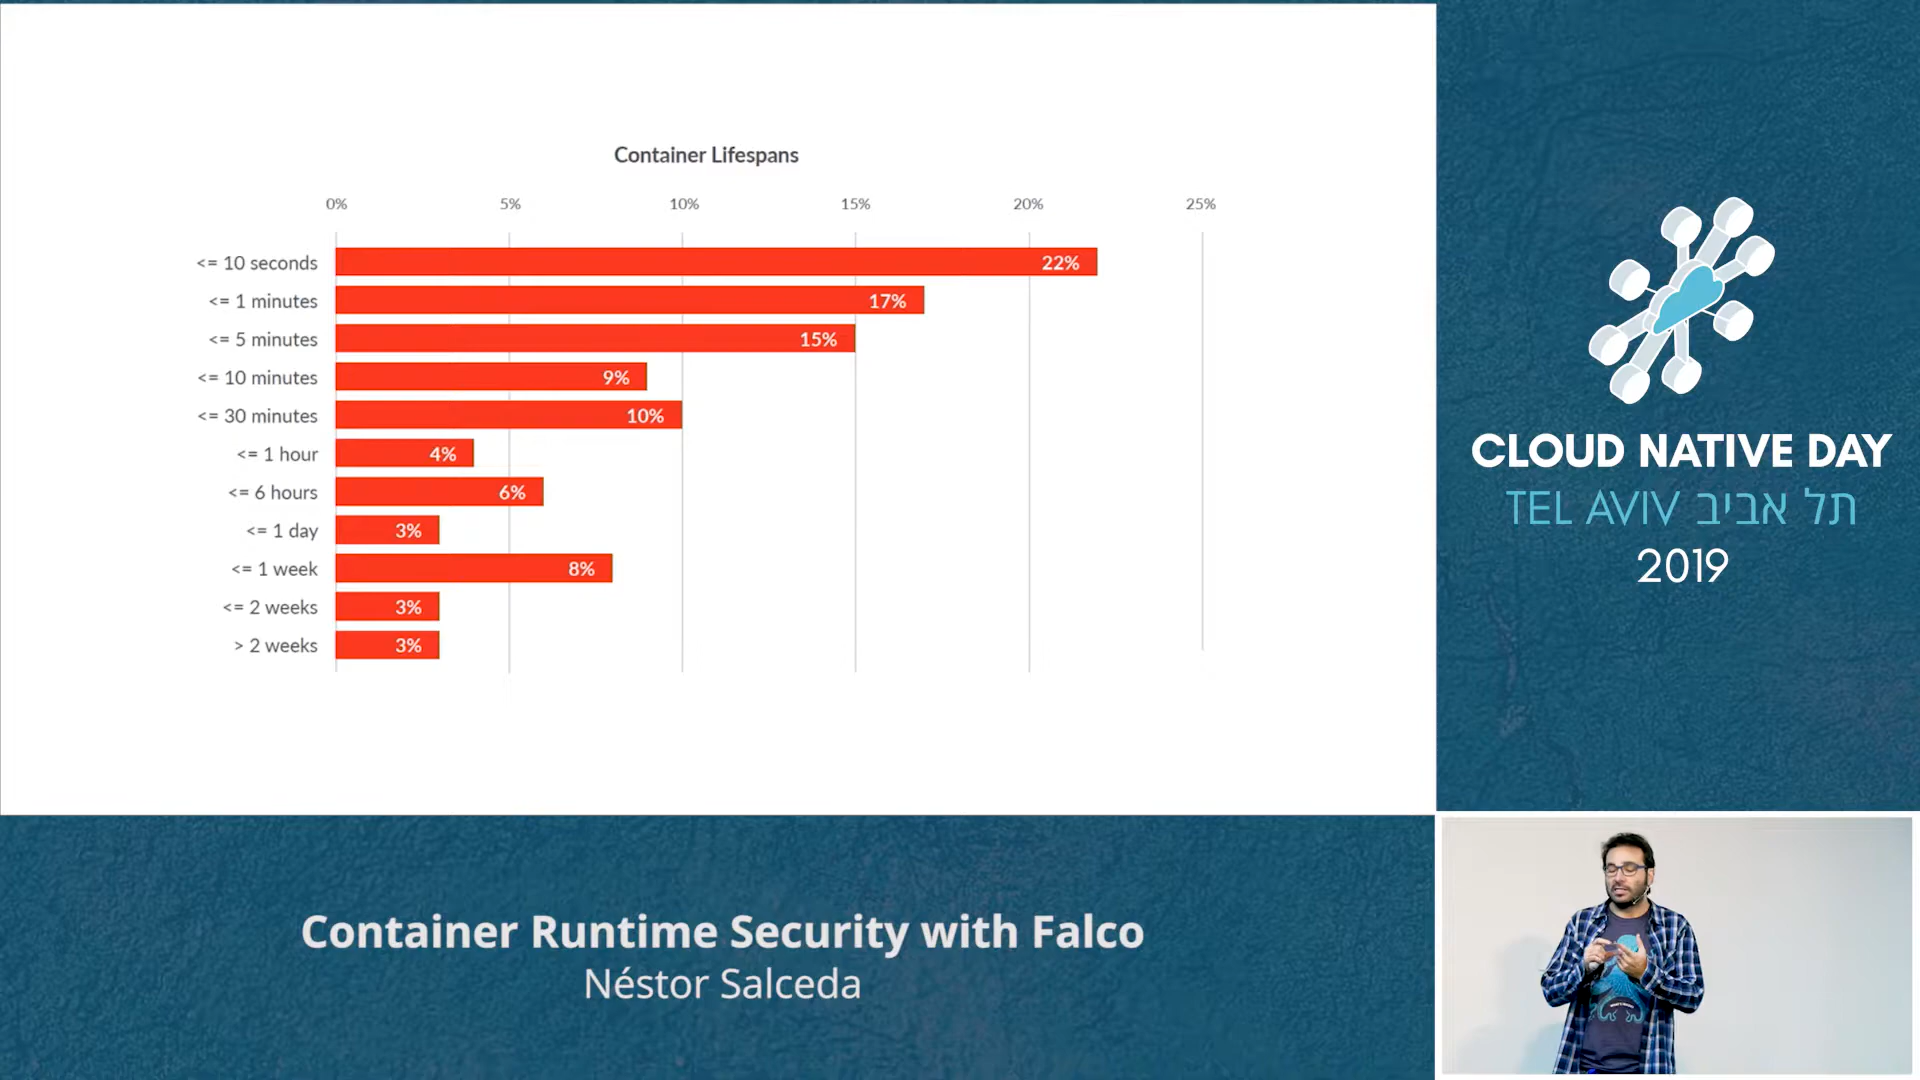 Container Lifespans
0% 5% 10% 15% 20% 25%
<= 10 seconds 22%
<= 1 minutes 17%
<= 5 minutes 15%
<= 10 minutes 9%
<= 30 minutes 10%
<= 1 hour 4%
<= 6 hours 6%
<= 1 day 3%
<= 1 week 8%
<= 2 weeks 3%
> 2 weeks 3%
CLOUD NATIVE DAY
TEL AVIV תל אביב
2019
Container Runtime Security with Falco
Néstor Salceda